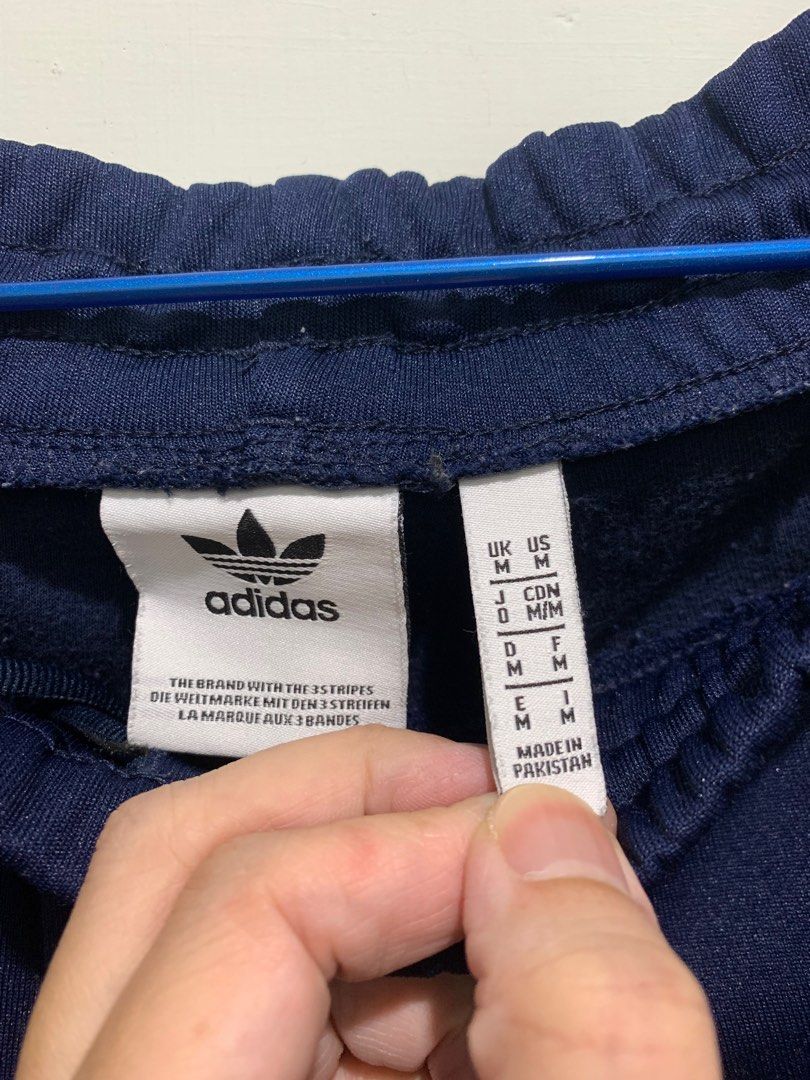 adidas
THE BRAND WITH THE 3 STRIPES
DIE WELTMARKE MIT DEN 3 STREIFEN
LA MARQUE AUX 3 BANDES
UK US
M M
J CDN
O M/M
D F
M M
E I
M M
MADE IN
PAKISTAN